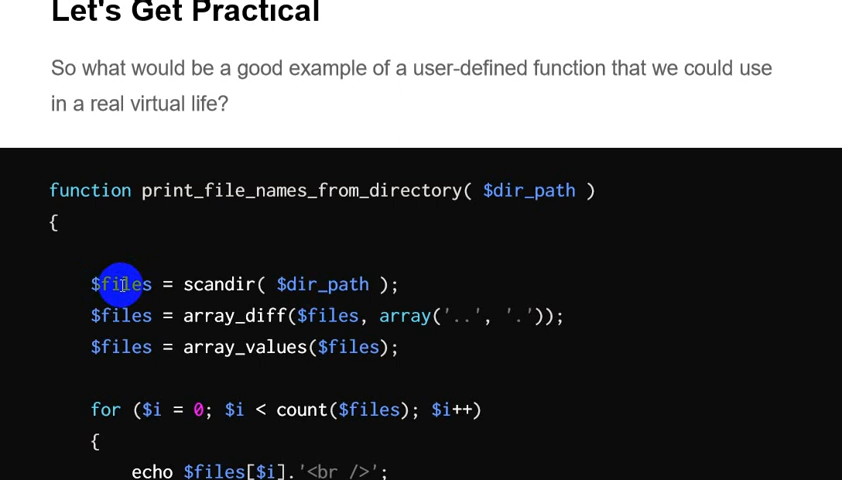 Let's Get Practical
So what would be a good example of a user-defined function that we could use
in a real virtual life?
function print_file_names_from_directory( $dir_path )
{
$files = scandir( $dir_path );
$files = array_diff($files, array('..', '.'));
$files = array_values($files);
for ($i = 0; $i < count($files); $i++)
{
echo $files[$i].'<br />';